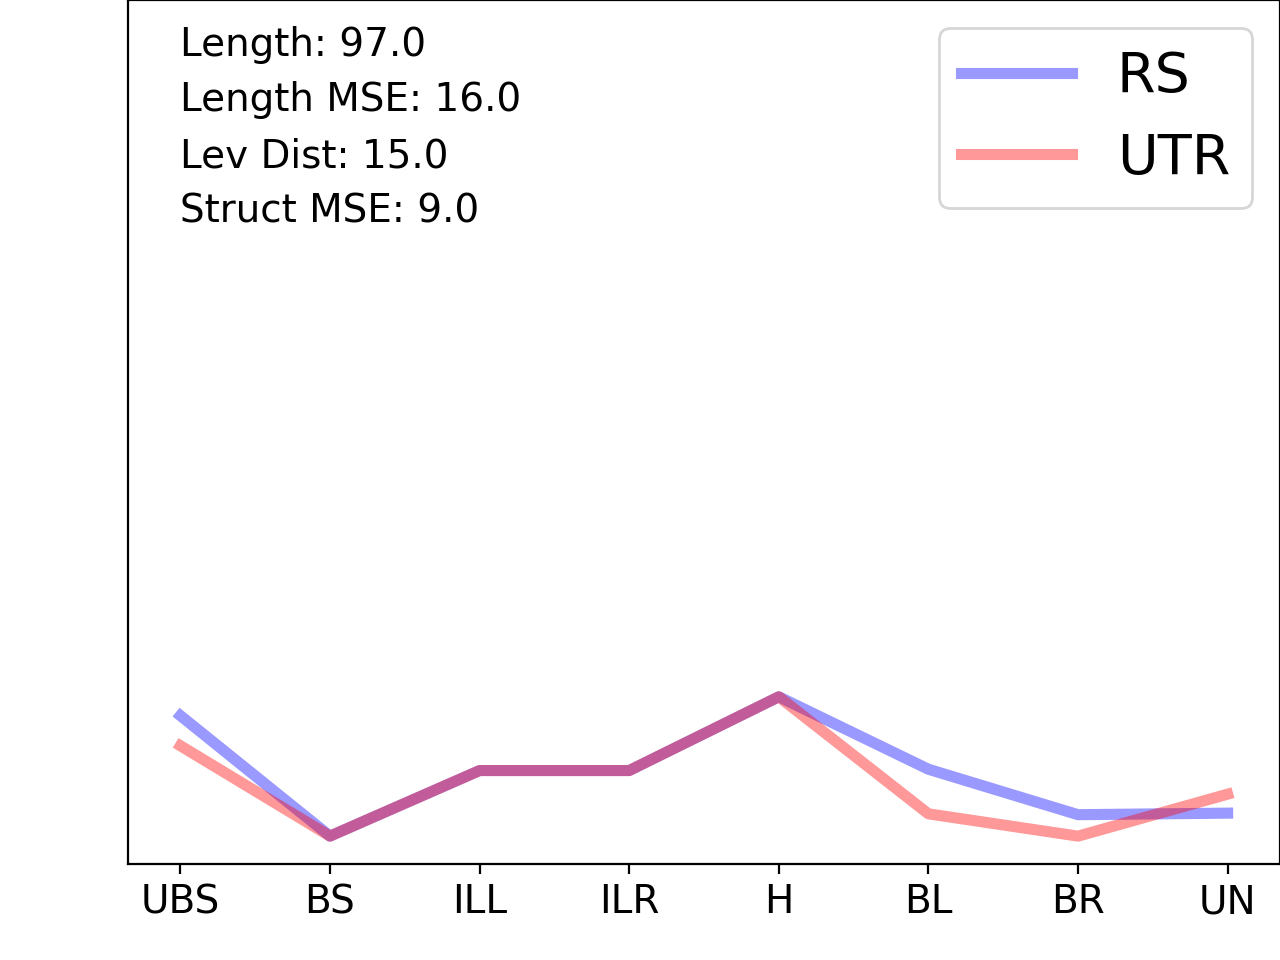 Length: 97.0
Length MSE: 16.0
Lev Dist: 15.0
Struct MSE: 9.0
RS
UTR
UBS BS ILL ILR H BL BR UN